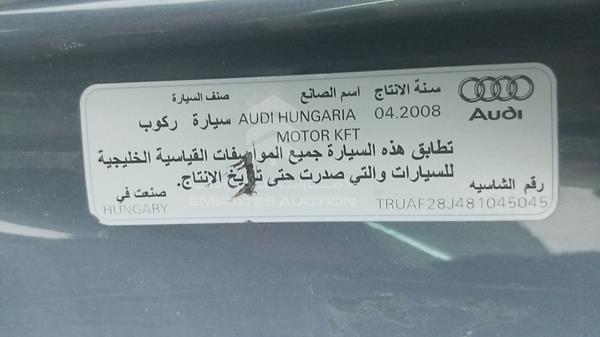 سنة الانتاج اسم الصانع صنف السيارة
04.2008 AUDI HUNGARIA سيارة ركوب
MOTOR KFT
Audi
تطابق هذه السيارة جميع المواصفات القياسية الخليجية
للسيارات والتي صدرت حتى تاريخ الإنتاج.
رقم الشاسيه صنعت في
TRUAF28J481045045 HUNGARY
EMIRATES AUCTION